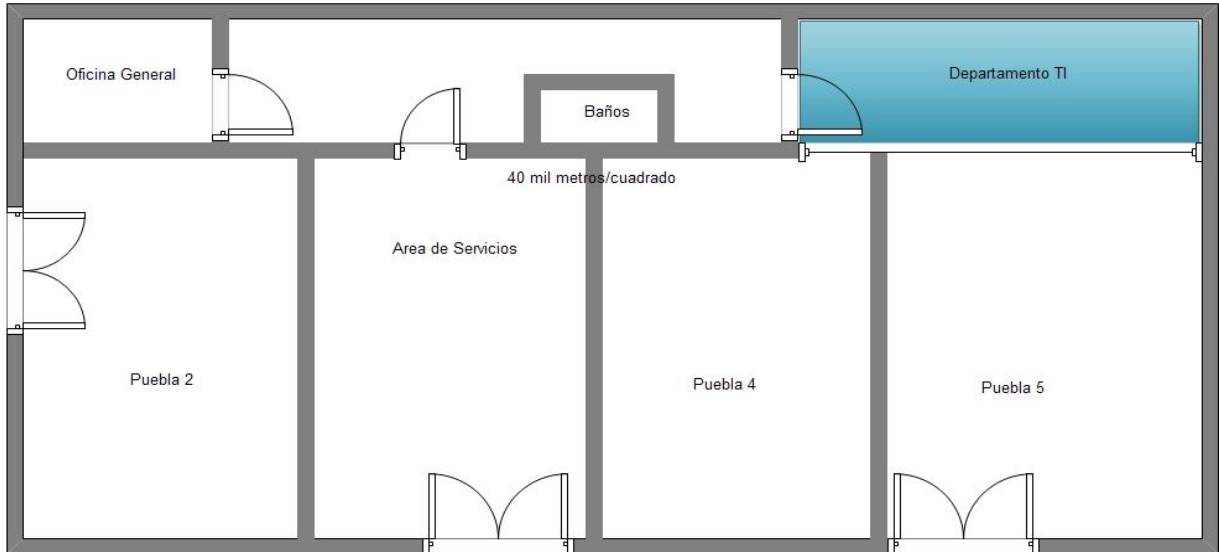 Oficina General
Departamento TI
Baños
40 mil metros/cuadrado
Area de Servicios
Puebla 2
Puebla 4
Puebla 5